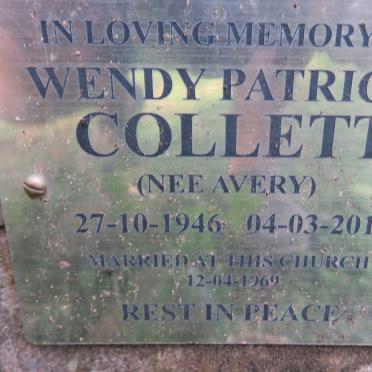 IN LOVING MEMORY
WENDY PATRIC
COLLETT
(NEE AVERY)
27-10-1946 04-03-201
MARRIED AT THIS CHURCH
12-04-1969
REST IN PEACE